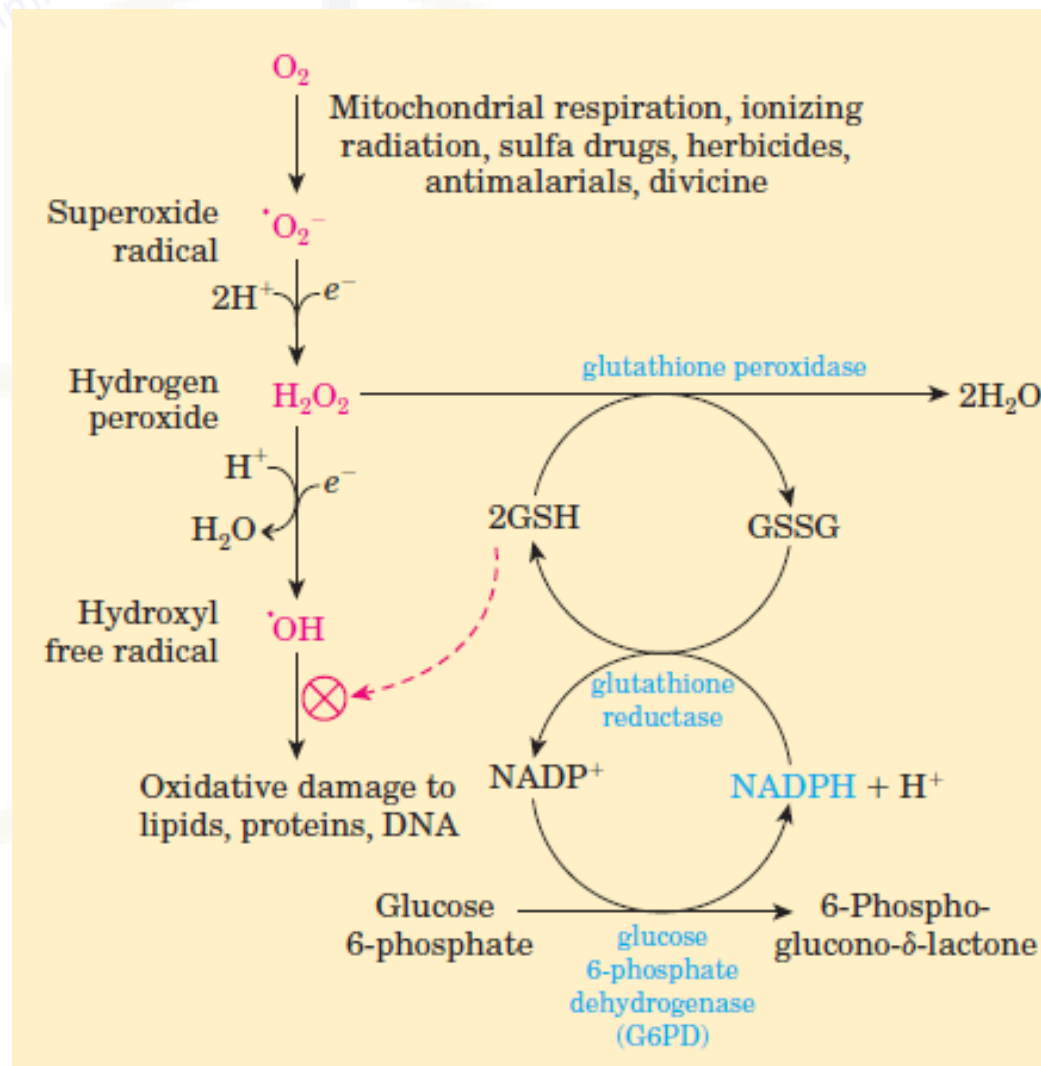 O₂
Mitochondrial respiration, ionizing
radiation, sulfa drugs, herbicides,
antimalarials, divicine
Superoxide
radical
˙O₂⁻
2H⁺
e⁻
Hydrogen
peroxide
H₂O₂
glutathione peroxidase
2H₂O
H⁺
e⁻
H₂O
2GSH
GSSG
Hydroxyl
free radical
˙OH
glutathione
reductase
Oxidative damage to
lipids, proteins, DNA
NADP⁺
NADPH + H⁺
Glucose
6-phosphate
glucose
6-phosphate
dehydrogenase
(G6PD)
6-Phospho-
glucono-δ-lactone